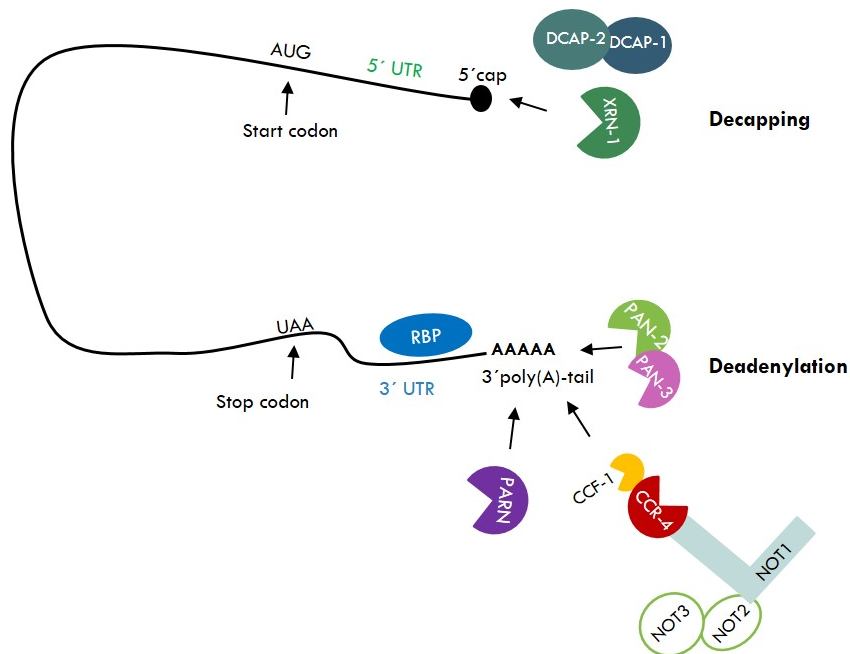 DCAP-2
DCAP-1
AUG
5´ UTR
5´cap
XRN-1
Decapping
Start codon
UAA
RBP
AAAAA
PAN-2
3´poly(A)-tail
PAN-3
Deadenylation
3´ UTR
Stop codon
PARN
CCF-1
CCR-4
NOT1
NOT3
NOT2